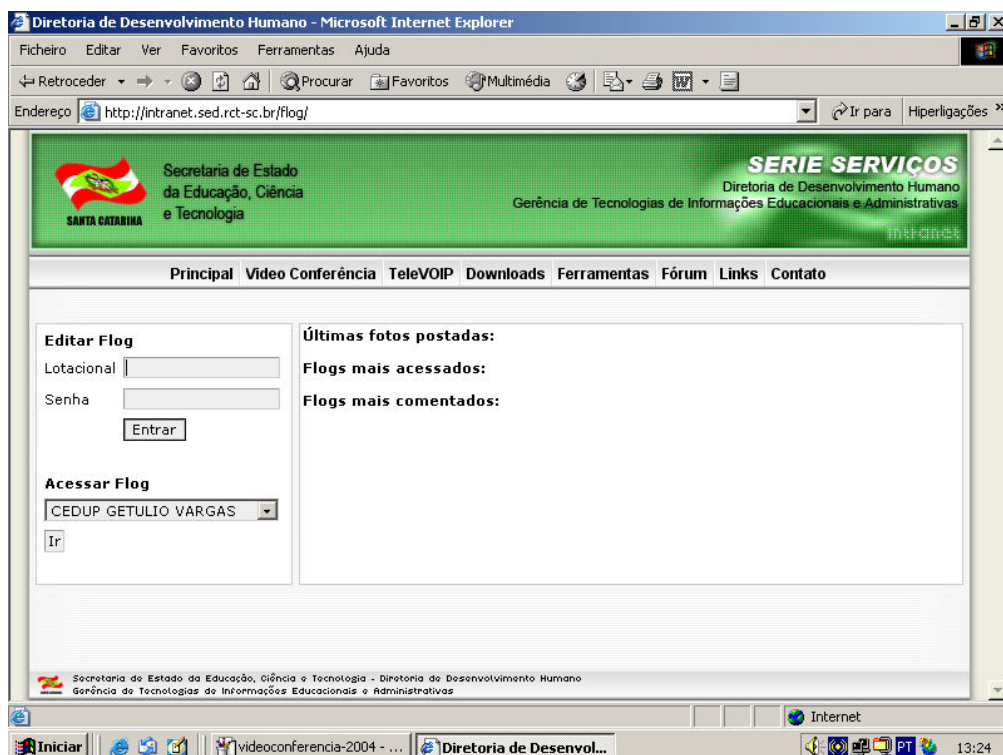 Diretoria de Desenvolvimento Humano - Microsoft Internet Explorer
Ficheiro Editar Ver Favoritos Ferramentas Ajuda
Retroceder Procurar Favoritos Multimédia
Endereço http://intranet.sed.rct-sc.br/flog/ Ir para Hiperligações »
SANTA CATARINA
Secretaria de Estado
da Educação, Ciência
e Tecnologia
SERIE SERVIÇOS
Diretoria de Desenvolvimento Humano
Gerência de Tecnologias de Informações Educacionais e Administrativas
intranet
Principal Video Conferência TeleVOIP Downloads Ferramentas Fórum Links Contato
Editar Flog
Lotacional
Senha
Entrar
Acessar Flog
CEDUP GETULIO VARGAS
Ir
Últimas fotos postadas:
Flogs mais acessados:
Flogs mais comentados:
Secretaria de Estado da Educação, Ciência e Tecnologia - Diretoria de Desenvolvimento Humano
Gerência de Tecnologias de Informações Educacionais e Administrativas
Internet
Iniciar videoconferencia-2004 - ... Diretoria de Desenvol... PT 13:24